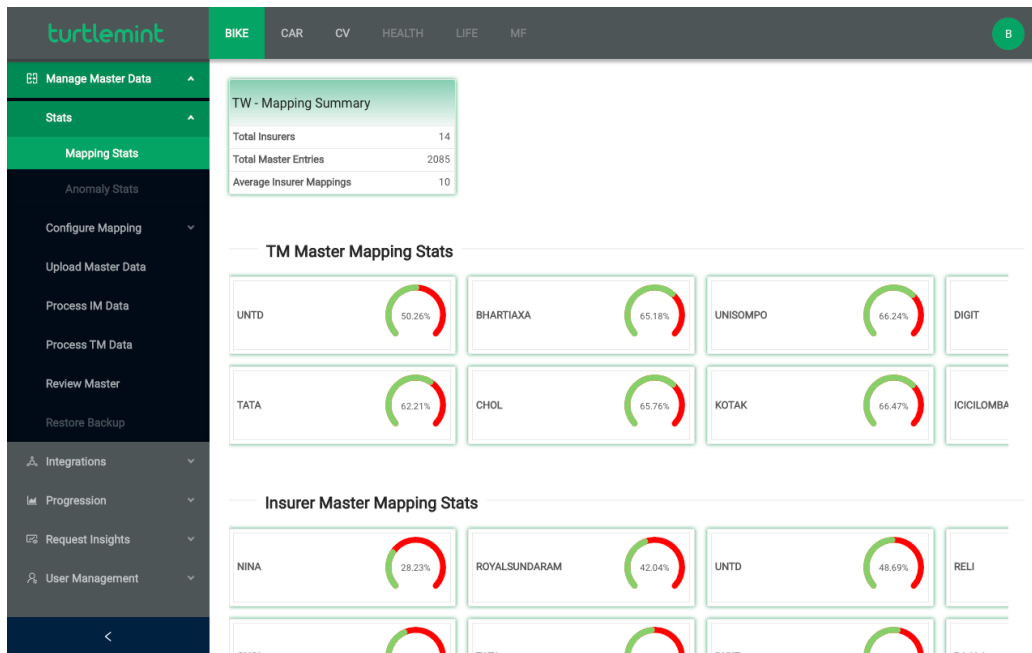 turtlemint
BIKE CAR CV HEALTH LIFE MF
B
Manage Master Data
Stats
Mapping Stats
Anomaly Stats
Configure Mapping
Upload Master Data
Process IM Data
Process TM Data
Review Master
Restore Backup
Integrations
Progression
Request Insights
User Management
TW - Mapping Summary
Total Insurers 14
Total Master Entries 2085
Average Insurer Mappings 10
TM Master Mapping Stats
UNTD 50.26% BHARTIAXA 65.18% UNISOMPO 66.24% DIGIT
TATA 62.21% CHOL 65.76% KOTAK 66.47% ICICILOMBA
Insurer Master Mapping Stats
NINA 28.23% ROYALSUNDARAM 42.04% UNTD 48.69% RELI